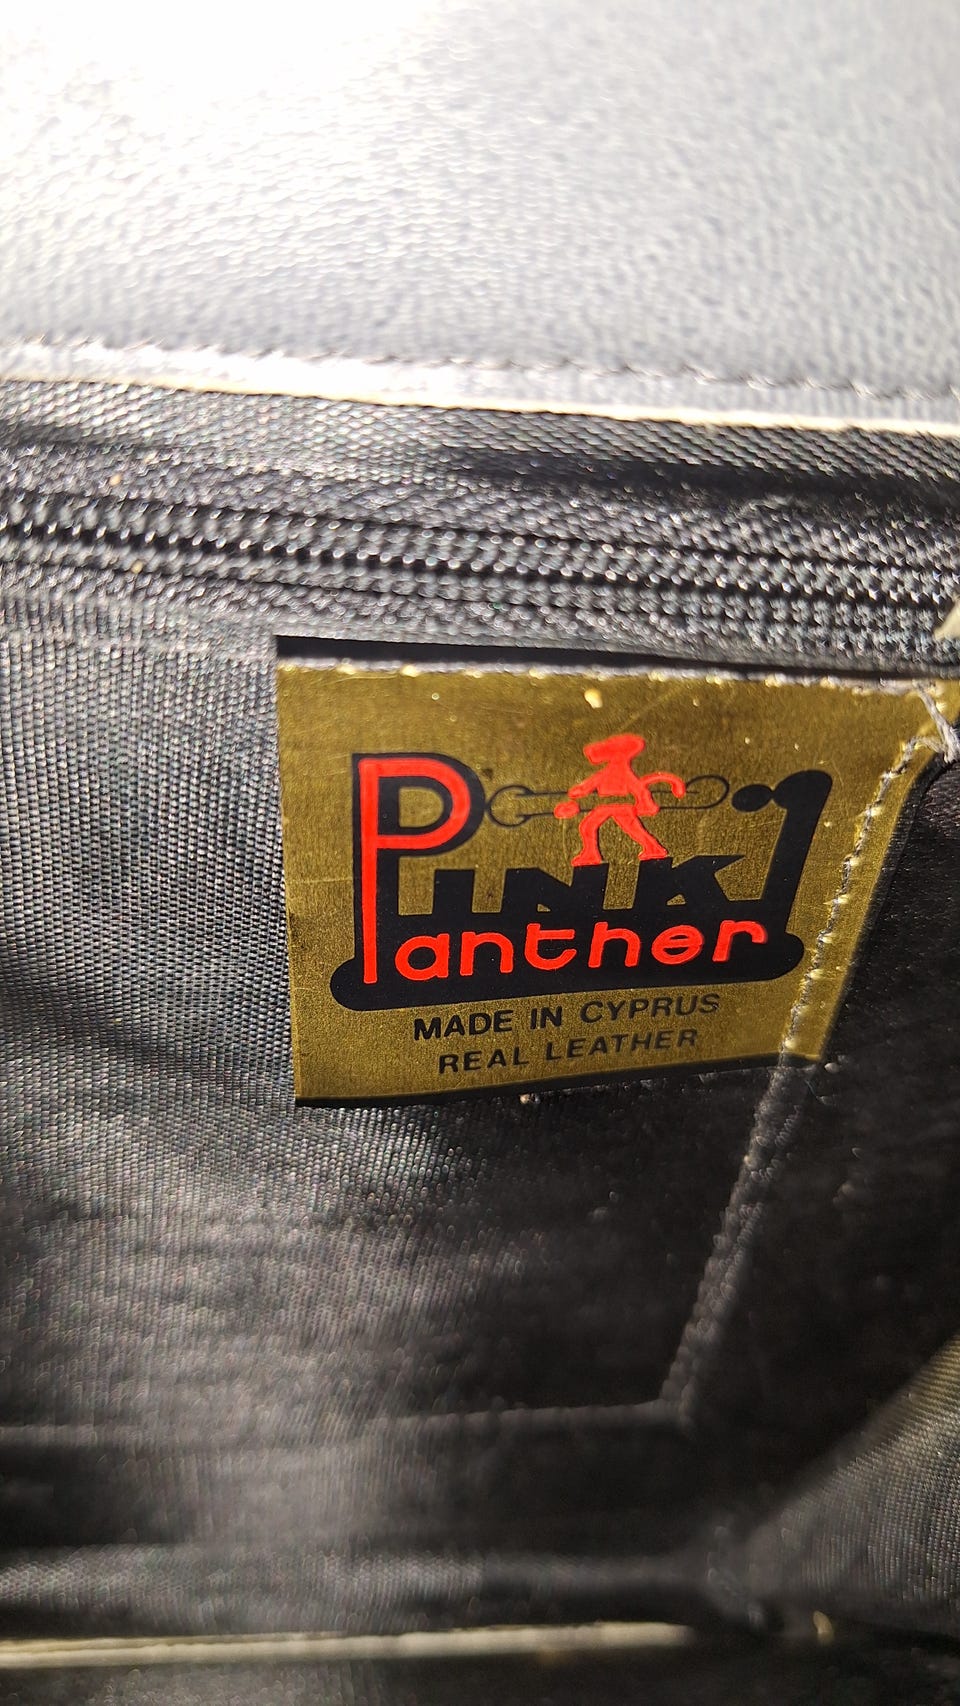 PINK
Panther
MADE IN CYPRUS
REAL LEATHER